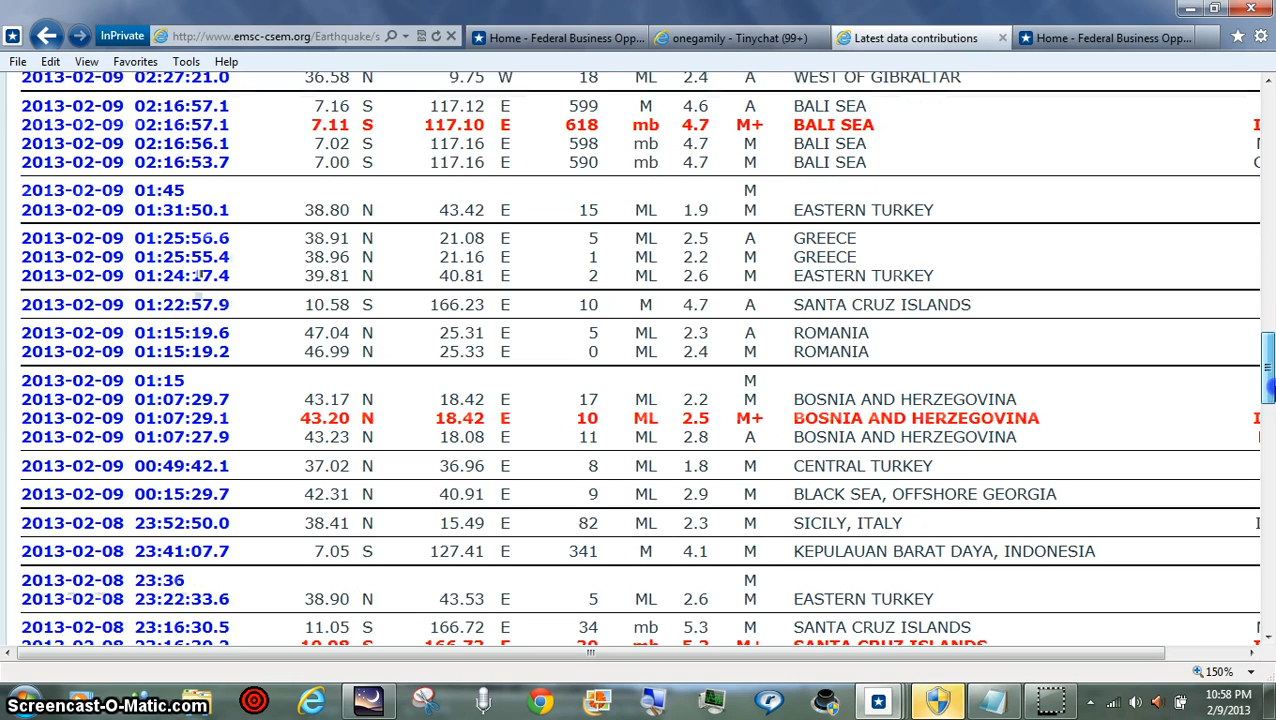 InPrivate http://www.emsc-csem.org/Earthquake/s Home - Federal Business Opp... onegamily - Tinychat (99+) Latest data contributions Home - Federal Business Opp...
File Edit View Favorites Tools Help
2013-02-09 02:27:21.0 36.58 N 9.75 W 18 ML 2.4 A WEST OF GIBRALTAR
2013-02-09 02:16:57.1 7.16 S 117.12 E 599 M 4.6 A BALI SEA
2013-02-09 02:16:57.1 7.11 S 117.10 E 618 mb 4.7 M+ BALI SEA I
2013-02-09 02:16:56.1 7.02 S 117.16 E 598 mb 4.7 M BALI SEA
2013-02-09 02:16:53.7 7.00 S 117.16 E 590 mb 4.7 M BALI SEA
2013-02-09 01:45 M
2013-02-09 01:31:50.1 38.80 N 43.42 E 15 ML 1.9 M EASTERN TURKEY
2013-02-09 01:25:56.6 38.91 N 21.08 E 5 ML 2.5 A GREECE
2013-02-09 01:25:55.4 38.96 N 21.16 E 1 ML 2.2 M GREECE
2013-02-09 01:24:17.4 39.81 N 40.81 E 2 ML 2.6 M EASTERN TURKEY
2013-02-09 01:22:57.9 10.58 S 166.23 E 10 M 4.7 A SANTA CRUZ ISLANDS
2013-02-09 01:15:19.6 47.04 N 25.31 E 5 ML 2.3 A ROMANIA
2013-02-09 01:15:19.2 46.99 N 25.33 E 0 ML 2.4 M ROMANIA
2013-02-09 01:15 M
2013-02-09 01:07:29.7 43.17 N 18.42 E 17 ML 2.2 M BOSNIA AND HERZEGOVINA
2013-02-09 01:07:29.1 43.20 N 18.42 E 10 ML 2.5 M+ BOSNIA AND HERZEGOVINA I
2013-02-09 01:07:27.9 43.23 N 18.08 E 11 ML 2.8 A BOSNIA AND HERZEGOVINA
2013-02-09 00:49:42.1 37.02 N 36.96 E 8 ML 1.8 M CENTRAL TURKEY
2013-02-09 00:15:29.7 42.31 N 40.91 E 9 ML 2.9 M BLACK SEA, OFFSHORE GEORGIA
2013-02-08 23:52:50.0 38.41 N 15.49 E 82 ML 2.3 M SICILY, ITALY
2013-02-08 23:41:07.7 7.05 S 127.41 E 341 M 4.1 M KEPULAUAN BARAT DAYA, INDONESIA
2013-02-08 23:36 M
2013-02-08 23:22:33.6 38.90 N 43.53 E 5 ML 2.6 M EASTERN TURKEY
2013-02-08 23:16:30.5 11.05 S 166.72 E 34 mb 5.3 M SANTA CRUZ ISLANDS
2013-02-08 23:16:30.2 10.98 S 166.72 E 20 mb 5.3 M+ SANTA CRUZ ISLANDS
150%
Screencast-O-Matic.com
10:58 PM
2/9/2013